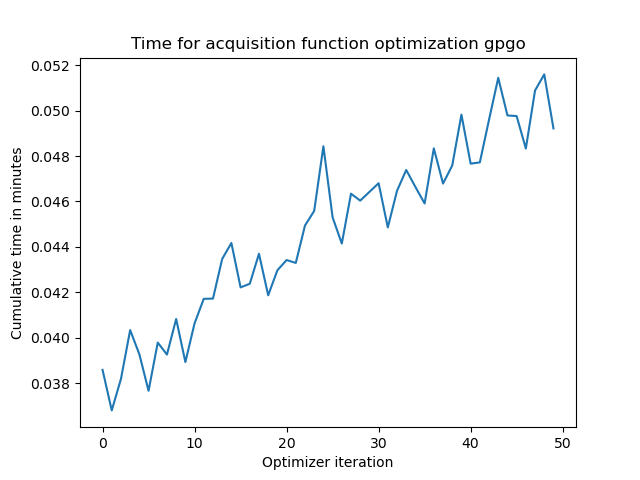 Time for acquisition function optimization gpgo
0.052
0.050
0.048
0.046
0.044
0.042
0.040
0.038
Cumulative time in minutes
0 10 20 30 40 50
Optimizer iteration